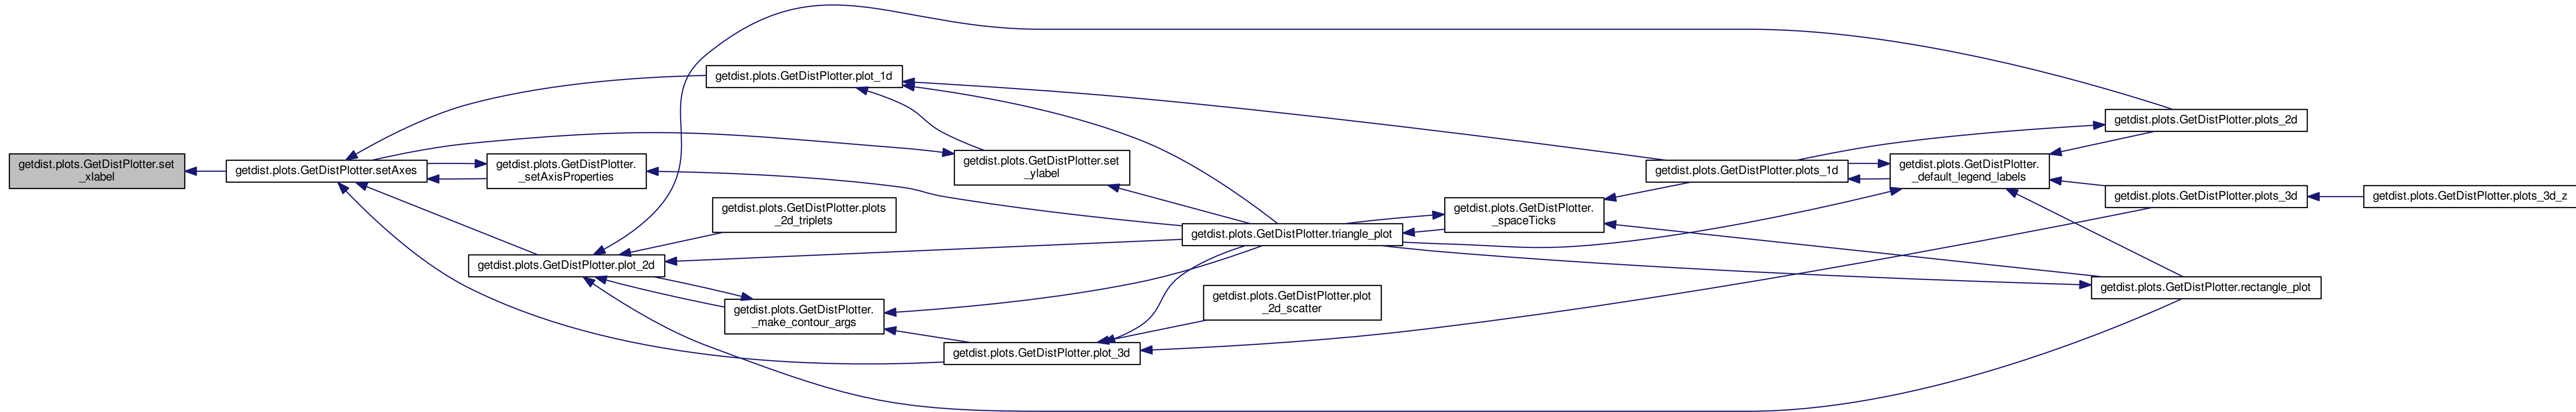 getdist.plots.GetDistPlotter.set
_xlabel
getdist.plots.GetDistPlotter.setAxes
getdist.plots.GetDistPlotter.
_setAxisProperties
getdist.plots.GetDistPlotter.plot_2d
getdist.plots.GetDistPlotter.plot_1d
getdist.plots.GetDistPlotter.plots
_2d_triplets
getdist.plots.GetDistPlotter.
_make_contour_args
getdist.plots.GetDistPlotter.set
_ylabel
getdist.plots.GetDistPlotter.plot_3d
getdist.plots.GetDistPlotter.triangle_plot
getdist.plots.GetDistPlotter.plot
_2d_scatter
getdist.plots.GetDistPlotter.
_spaceTicks
getdist.plots.GetDistPlotter.plots_1d
getdist.plots.GetDistPlotter.
_default_legend_labels
getdist.plots.GetDistPlotter.plots_2d
getdist.plots.GetDistPlotter.plots_3d
getdist.plots.GetDistPlotter.rectangle_plot
getdist.plots.GetDistPlotter.plots_3d_z